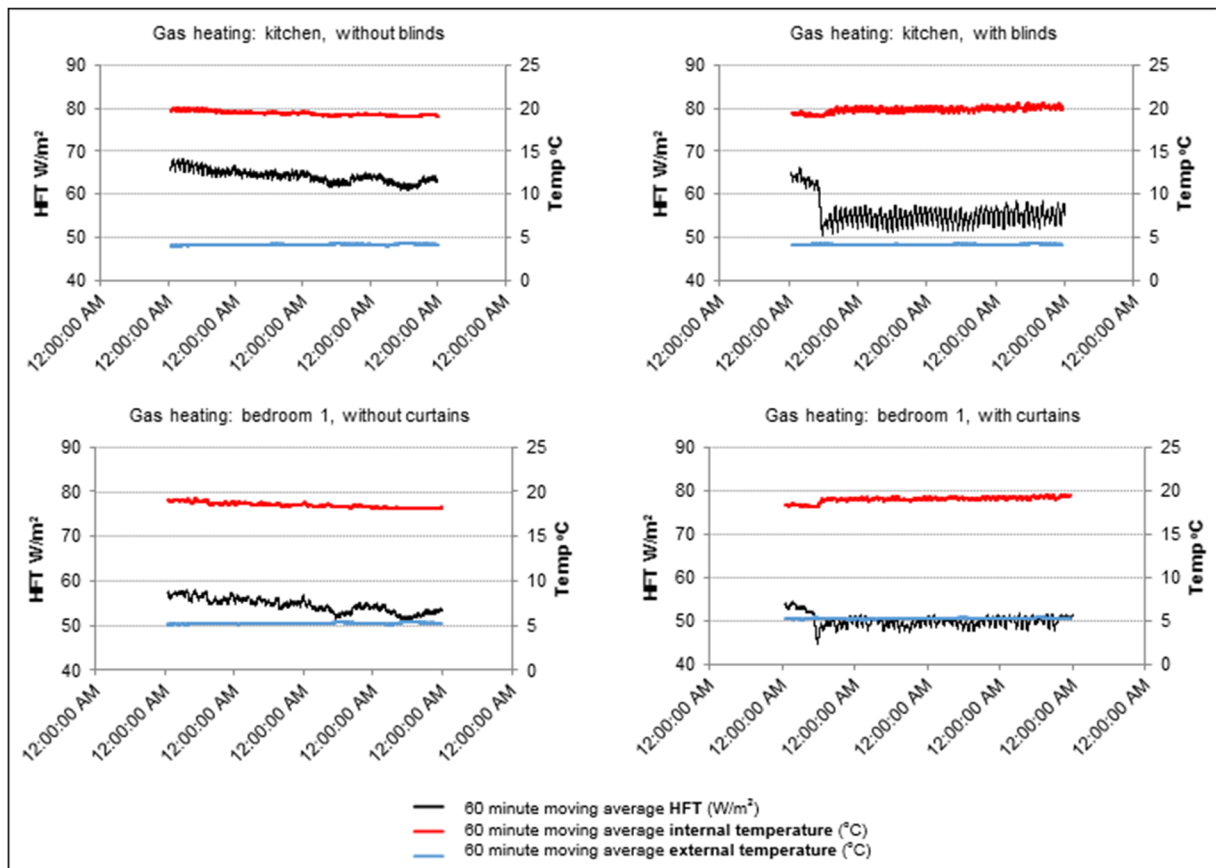 Gas heating: kitchen, without blinds
90
80
70
60
50
40
HFT W/m²
25
20
15
10
5
0
Temp °C
12:00:00 AM
12:00:00 AM
12:00:00 AM
12:00:00 AM
12:00:00 AM
12:00:00 AM
12:00:00 AM
Gas heating: kitchen, with blinds
90
80
70
60
50
40
HFT W/m²
25
20
15
10
5
0
Temp °C
12:00:00 AM
12:00:00 AM
12:00:00 AM
12:00:00 AM
12:00:00 AM
12:00:00 AM
12:00:00 AM
Gas heating: bedroom 1, without curtains
90
80
70
60
50
40
HFT W/m²
25
20
15
10
5
0
Temp °C
12:00:00 AM
12:00:00 AM
12:00:00 AM
12:00:00 AM
12:00:00 AM
12:00:00 AM
12:00:00 AM
Gas heating: bedroom 1, with curtains
90
80
70
60
50
40
HFT W/m²
25
20
15
10
5
0
Temp °C
12:00:00 AM
12:00:00 AM
12:00:00 AM
12:00:00 AM
12:00:00 AM
12:00:00 AM
12:00:00 AM
60 minute moving average HFT (W/m²)
60 minute moving average internal temperature (°C)
60 minute moving average external temperature (°C)